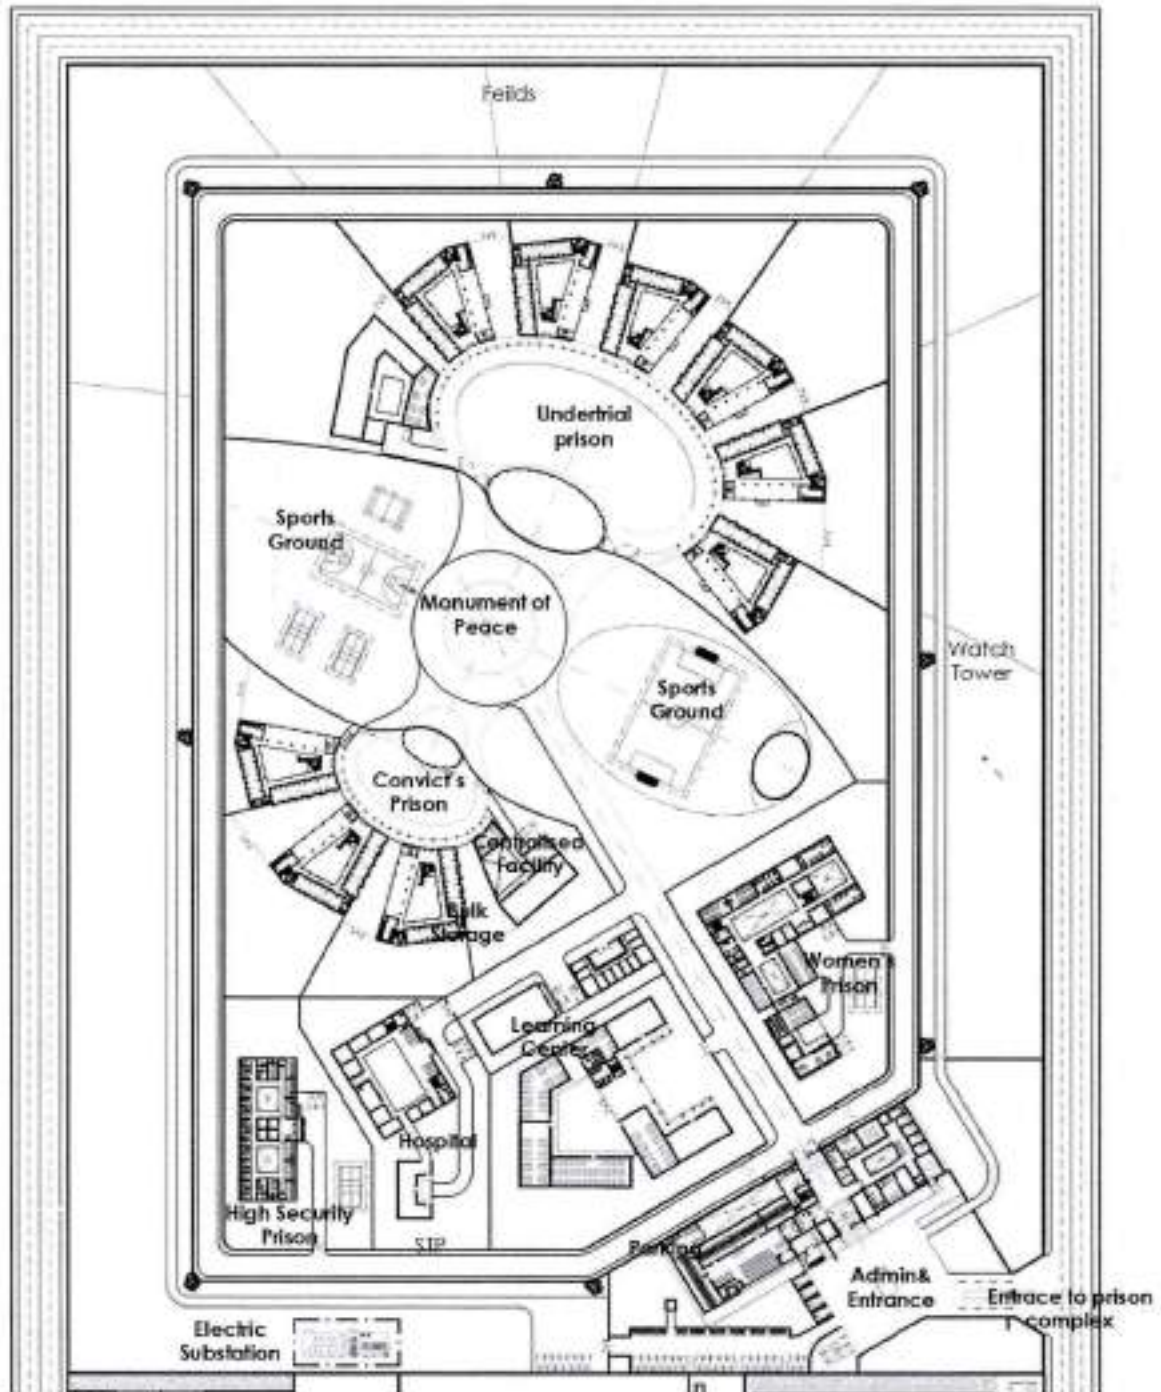 Feilds
Undertrial
prison
Sports
Ground
Monument of
Peace
Watch
Tower
Sports
Ground
Convict's
Prison
Centralised
Facility
Bulk
Storage
Women's
Prison
Learning
Center
Hospital
High Security
Prison
STP
Parking
Admin&
Entrance
Entrace to prison
complex
Electric
Substation